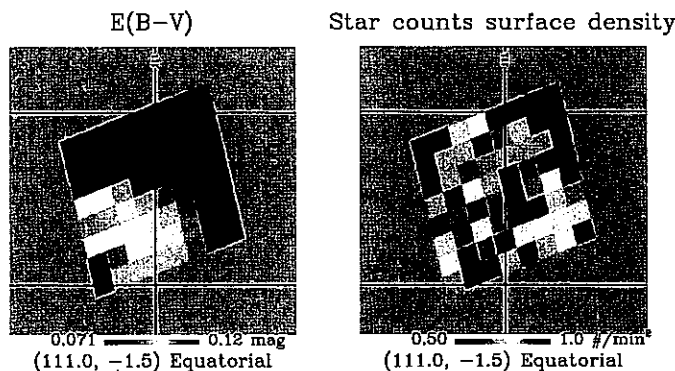 E(B−V)
Star counts surface density
0.071 0.12 mag
(111.0, −1.5) Equatorial
0.50 1.0 #/min²
(111.0, −1.5) Equatorial